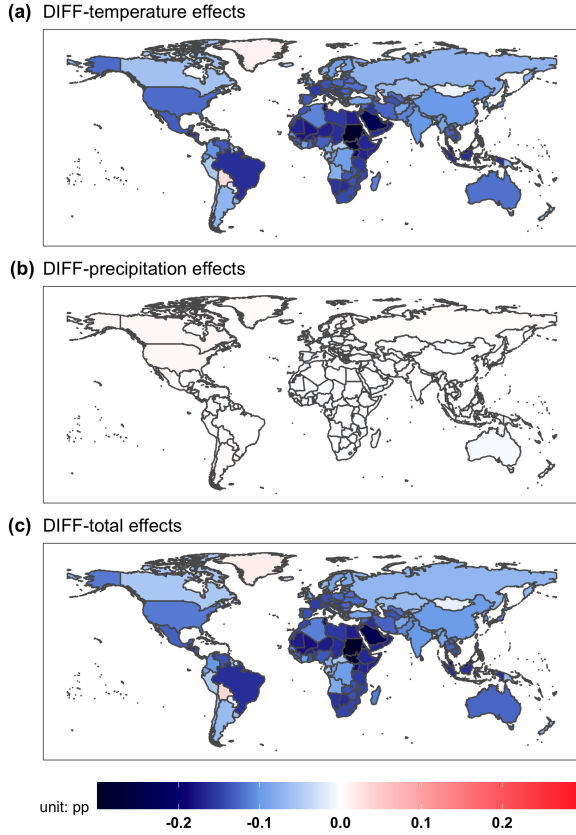 (a) DIFF-temperature effects
(b) DIFF-precipitation effects
(c) DIFF-total effects
unit: pp
-0.2 -0.1 0.0 0.1 0.2